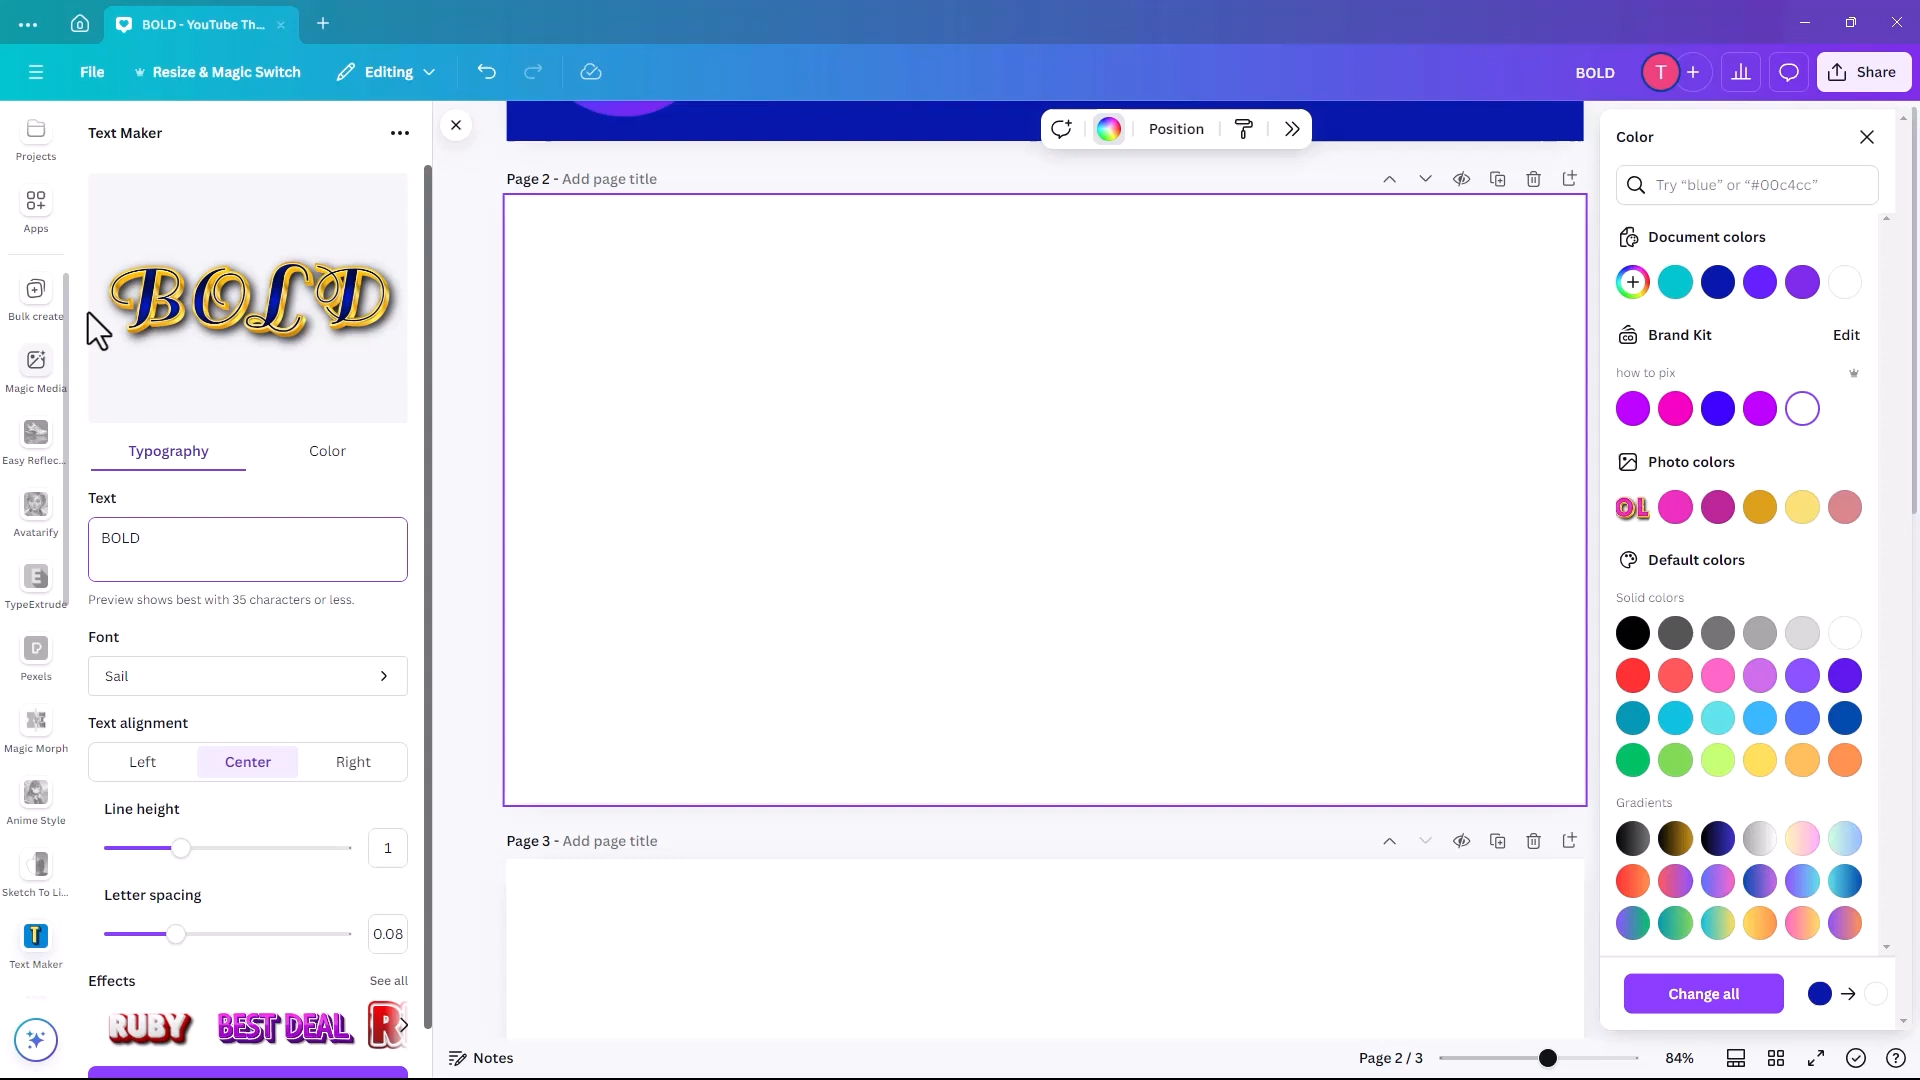 BOLD - YouTube Th...
File
Resize & Magic Switch
Editing
BOLD
T
Share
Projects
Apps
Bulk create
Magic Media
Easy Reflec...
Avatarify
TypeExtrude
Pexels
Magic Morph
Anime Style
Sketch To Li...
Text Maker
Text Maker
BOLD
Typography
Color
Text
BOLD
Preview shows best with 35 characters or less.
Font
Sail
Text alignment
Left
Center
Right
Line height
1
Letter spacing
0.08
Effects
See all
RUBY
BEST DEAL
R
Position
Page 2 - Add page title
Page 3 - Add page title
Notes
Page 2 / 3
84%
Color
Try “blue” or “#00c4cc”
Document colors
Brand Kit
Edit
how to pix
Photo colors
OL
Default colors
Solid colors
Gradients
Change all